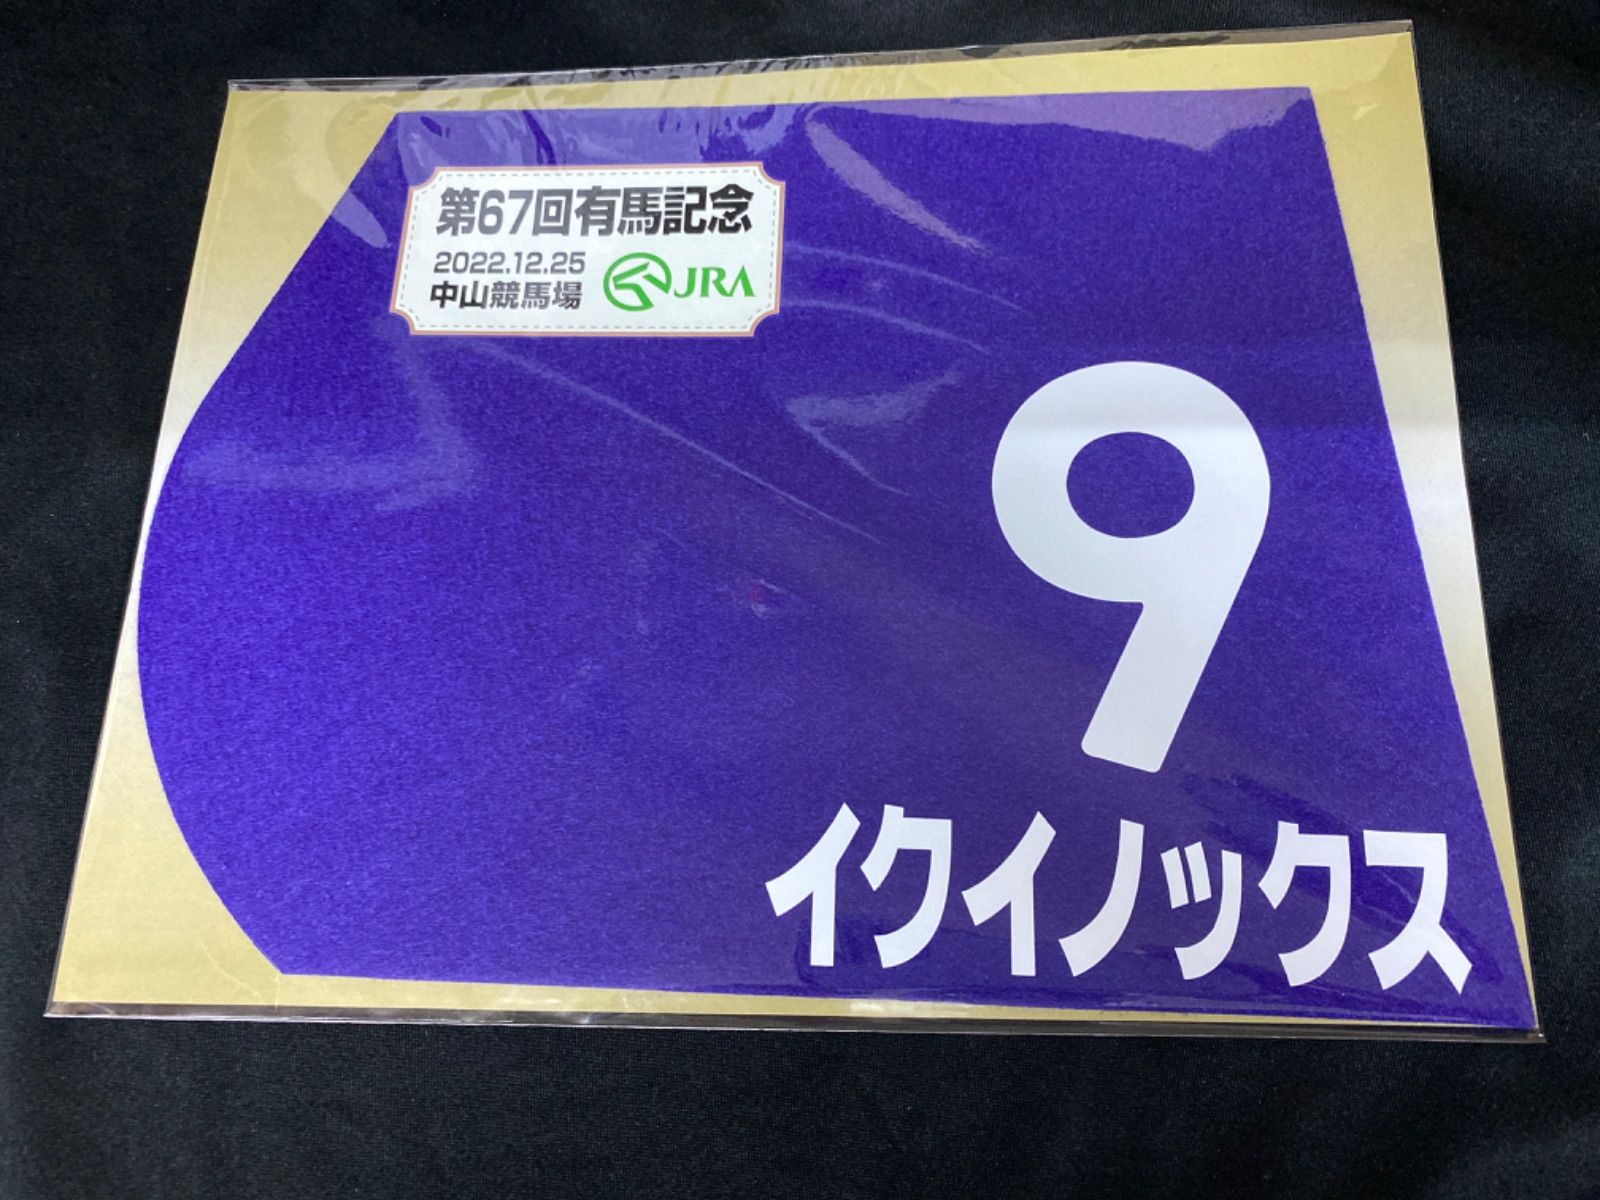 第67回有馬記念
2022.12.25
中山競馬場
JRA
9
イクイノックス